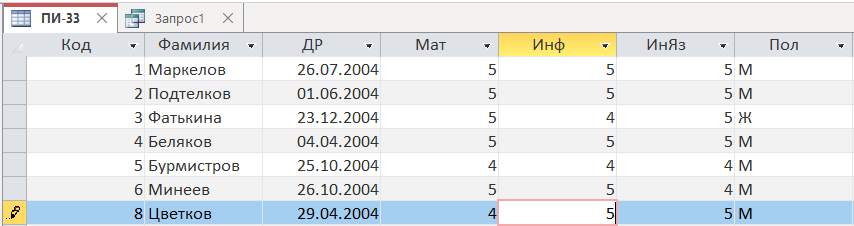 ПИ-33 Запрос1
Код Фамилия ДР Мат Инф ИнЯз Пол
1 Маркелов 26.07.2004 5 5 5 М
2 Подтелков 01.06.2004 5 5 5 М
3 Фатькина 23.12.2004 5 4 5 Ж
4 Беляков 04.04.2004 5 5 5 М
5 Бурмистров 25.10.2004 4 4 4 М
6 Минеев 26.10.2004 5 5 4 М
8 Цветков 29.04.2004 4 5 5 М